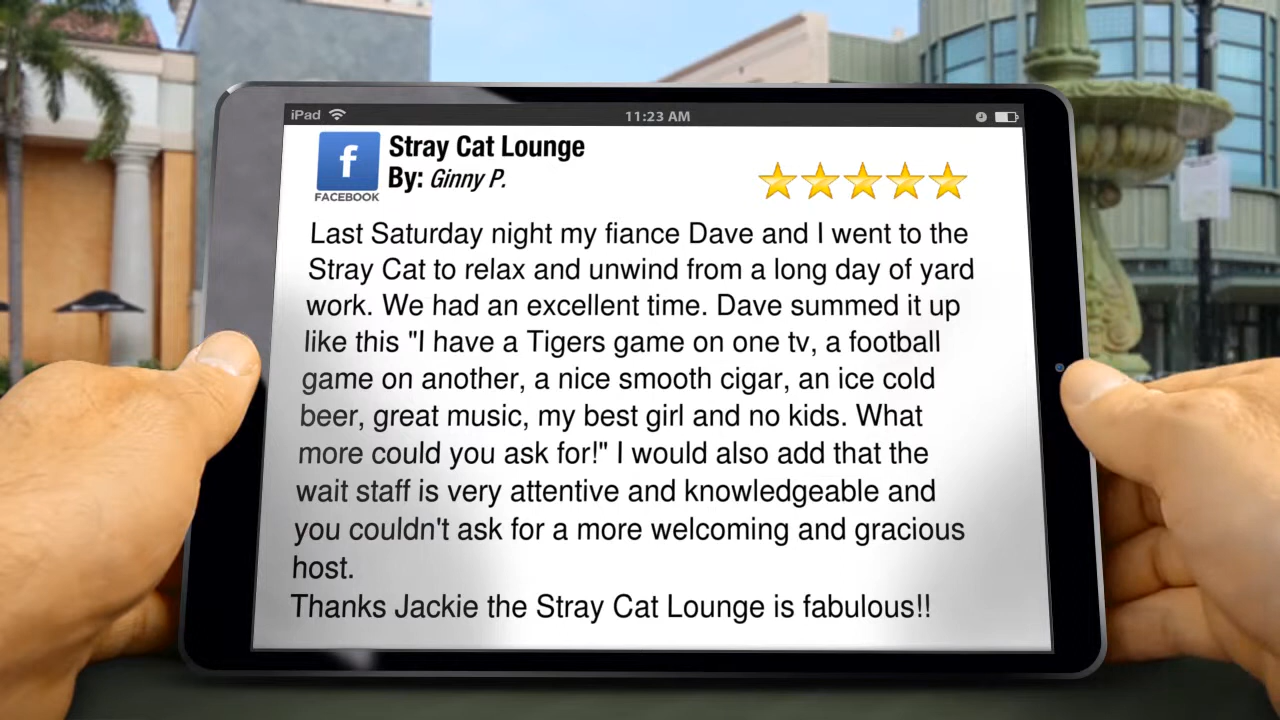 iPad 11:23 AM
f
FACEBOOK
Stray Cat Lounge
By: Ginny P.
Last Saturday night my fiance Dave and I went to the
Stray Cat to relax and unwind from a long day of yard
work. We had an excellent time. Dave summed it up
like this "I have a Tigers game on one tv, a football
game on another, a nice smooth cigar, an ice cold
beer, great music, my best girl and no kids. What
more could you ask for!" I would also add that the
wait staff is very attentive and knowledgeable and
you couldn't ask for a more welcoming and gracious
host.
Thanks Jackie the Stray Cat Lounge is fabulous!!